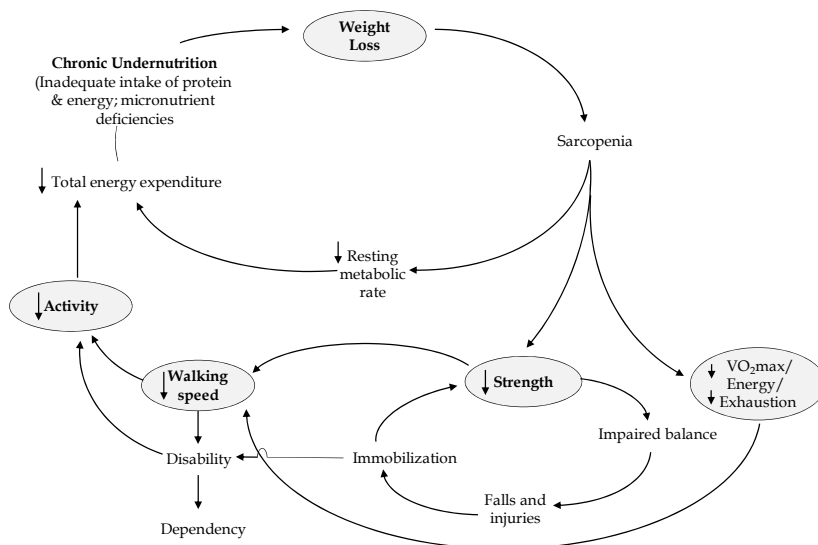 Weight
Loss
Chronic Undernutrition
(Inadequate intake of protein
& energy; micronutrient
deficiencies
Sarcopenia
↓ Total energy expenditure
↓ Resting
metabolic
rate
↓ Activity
↓ Walking
speed
↓ Strength
↓ VO₂max/
Energy/
↓ Exhaustion
Impaired balance
Disability
Immobilization
Falls and
injuries
Dependency